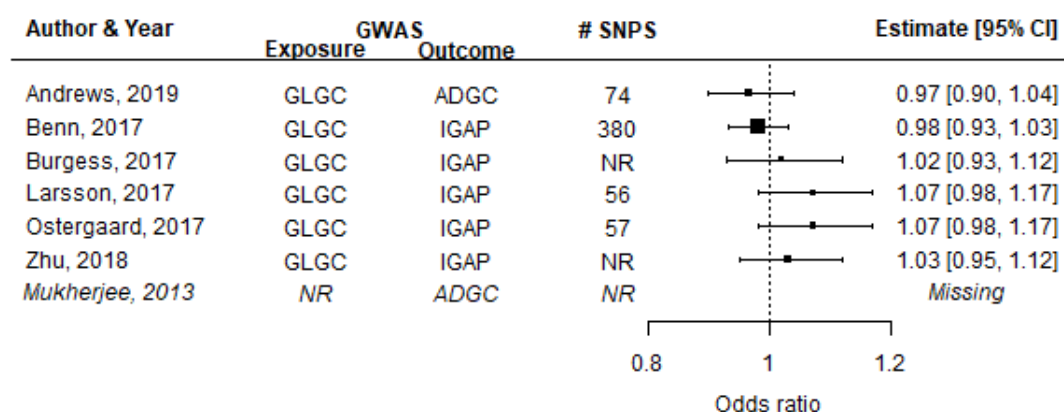 Author & Year GWAS # SNPS Estimate [95% CI]
Exposure Outcome
Andrews, 2019 GLGC ADGC 74 0.97 [0.90, 1.04]
Benn, 2017 GLGC IGAP 380 0.98 [0.93, 1.03]
Burgess, 2017 GLGC IGAP NR 1.02 [0.93, 1.12]
Larsson, 2017 GLGC IGAP 56 1.07 [0.98, 1.17]
Ostergaard, 2017 GLGC IGAP 57 1.07 [0.98, 1.17]
Zhu, 2018 GLGC IGAP NR 1.03 [0.95, 1.12]
Mukherjee, 2013 NR ADGC NR Missing
0.8 1 1.2
Odds ratio